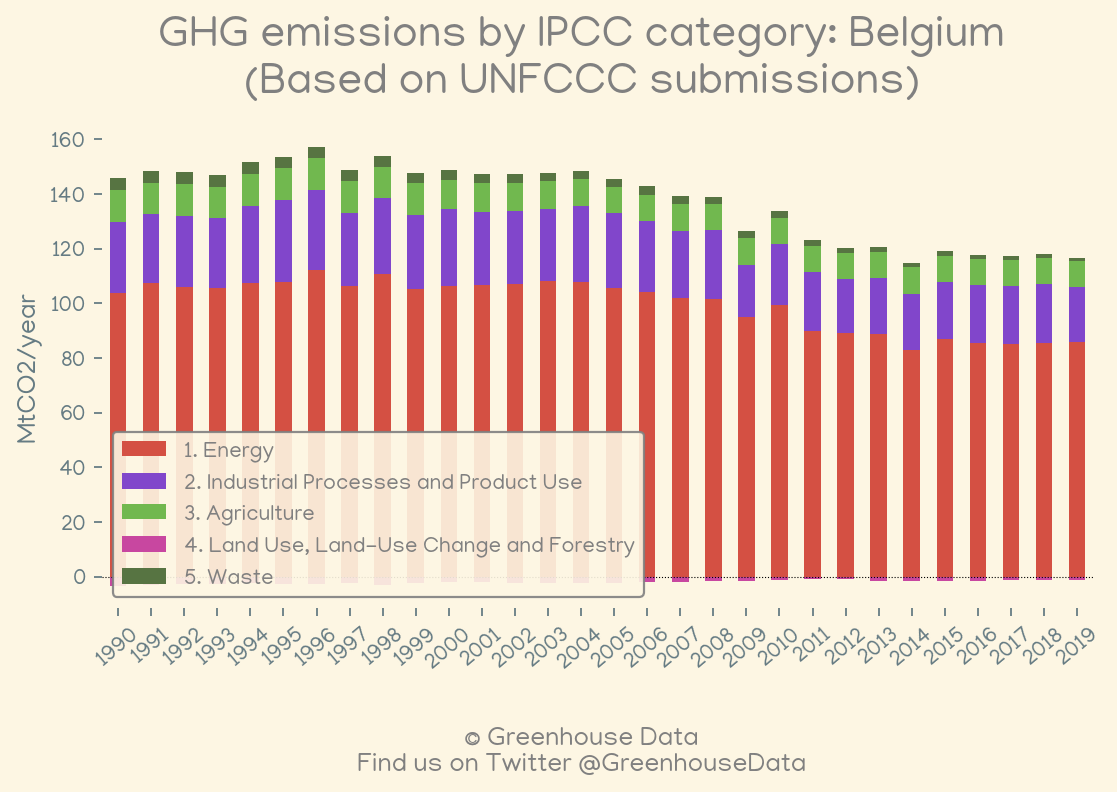 GHG emissions by IPCC category: Belgium
(Based on UNFCCC submissions)
MtCO2/year
160
140
120
100
80
60
40
20
0
1. Energy
2. Industrial Processes and Product Use
3. Agriculture
4. Land Use, Land-Use Change and Forestry
5. Waste
1990 1991 1992 1993 1994 1995 1996 1997 1998 1999 2000 2001 2002 2003 2004 2005 2006 2007 2008 2009 2010 2011 2012 2013 2014 2015 2016 2017 2018 2019
© Greenhouse Data
Find us on Twitter @GreenhouseData